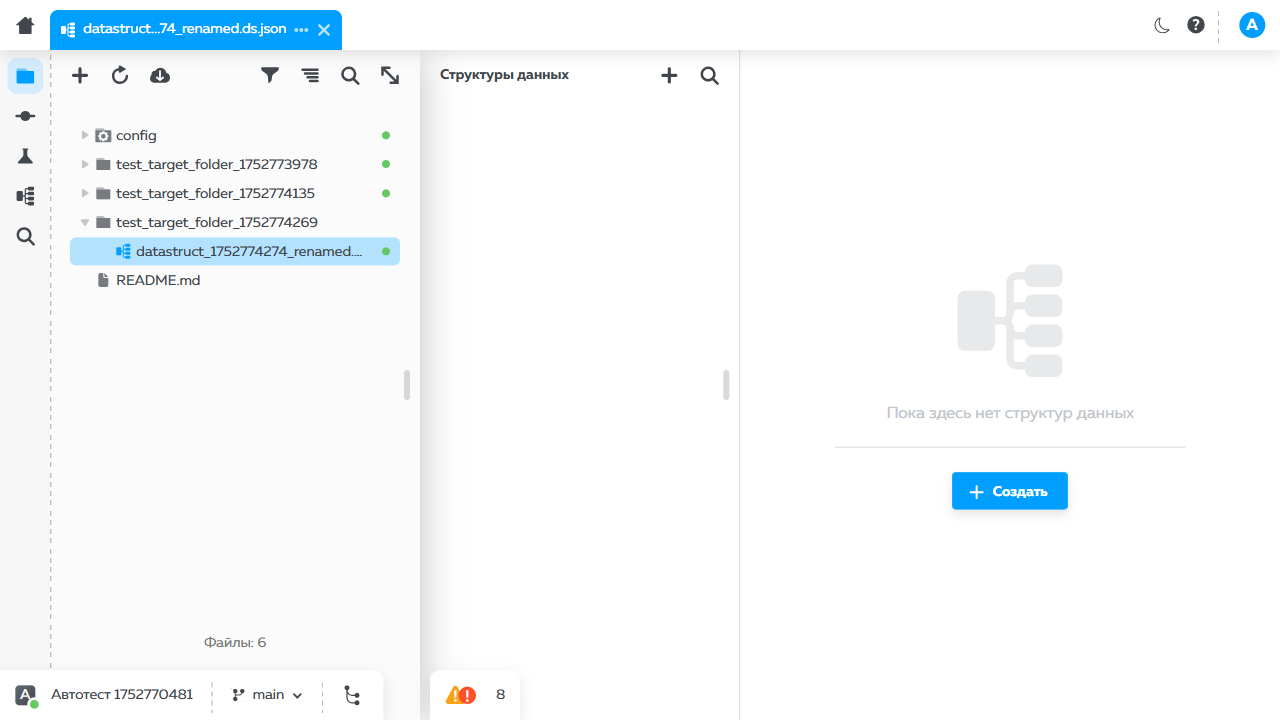 datastruct...74_renamed.ds.json
A
Структуры данных
config
test_target_folder_1752773978
test_target_folder_1752774135
test_target_folder_1752774269
datastruct_1752774274_renamed....
README.md
Пока здесь нет структур данных
Создать
Файлы: 6
A
Автотест 1752770481
main
8